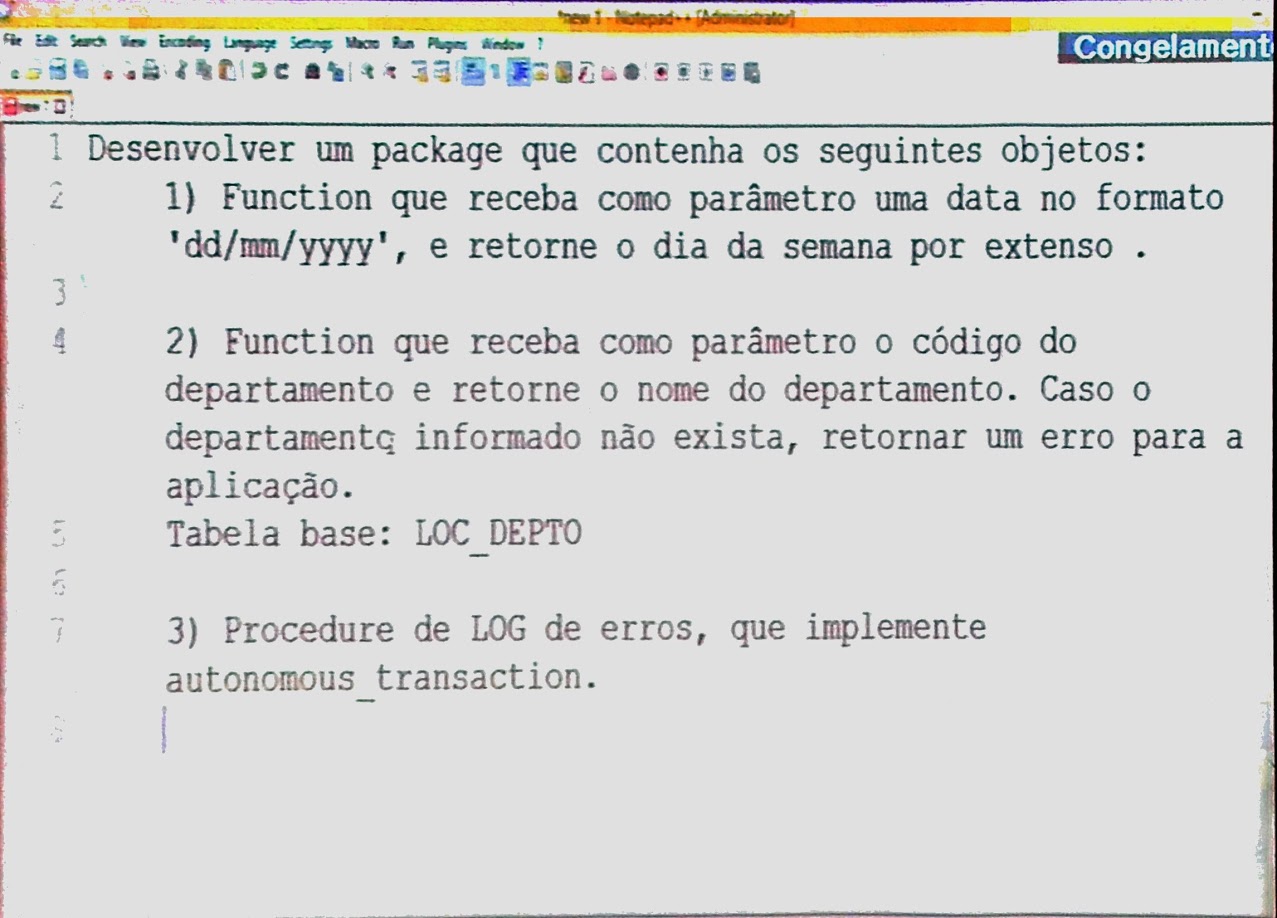 *new 1 - Notepad++ [Administrator]
File Edit Search View Encoding Language Settings Macro Run Plugins Window ?
Congelament
1 Desenvolver um package que contenha os seguintes objetos:
2 1) Function que receba como parâmetro uma data no formato
'dd/mm/yyyy', e retorne o dia da semana por extenso .
3
4 2) Function que receba como parâmetro o código do
departamento e retorne o nome do departamento. Caso o
departamento informado não exista, retornar um erro para a
aplicação.
5 Tabela base: LOC_DEPTO
6
7 3) Procedure de LOG de erros, que implemente
autonomous_transaction.
8